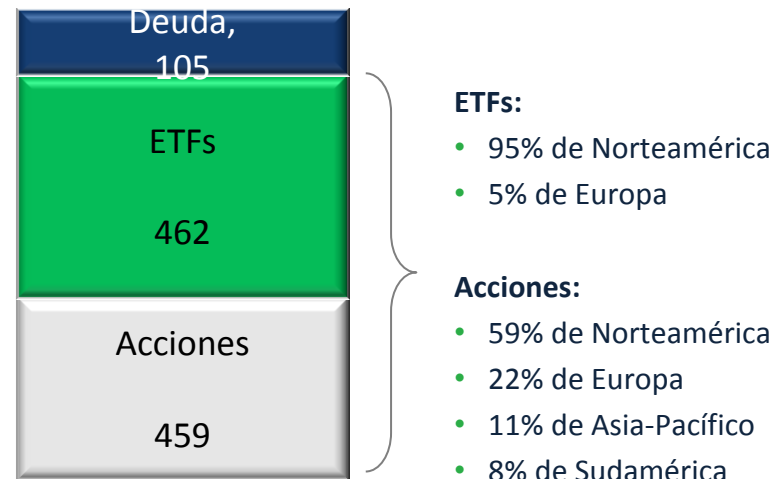 Deuda,
105
ETFs
462
Acciones
459
ETFs:
• 95% de Norteamérica
• 5% de Europa
Acciones:
• 59% de Norteamérica
• 22% de Europa
• 11% de Asia-Pacífico
• 8% de Sudamérica